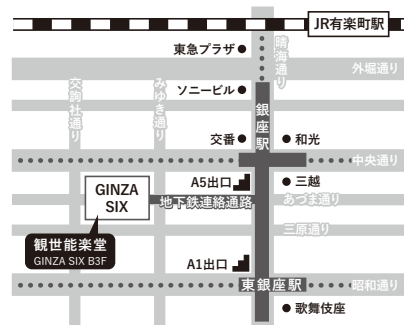 JR有楽町駅
東急プラザ
晴海通り
外堀通り
ソニービル
交詢社通り
みゆき通り
銀座駅
交番
和光
中央通り
A5出口
三越
GINZA
SIX
地下鉄連絡通路
あづま通り
三原通り
観世能楽堂
GINZA SIX B3F
A1出口
東銀座駅
昭和通り
歌舞伎座